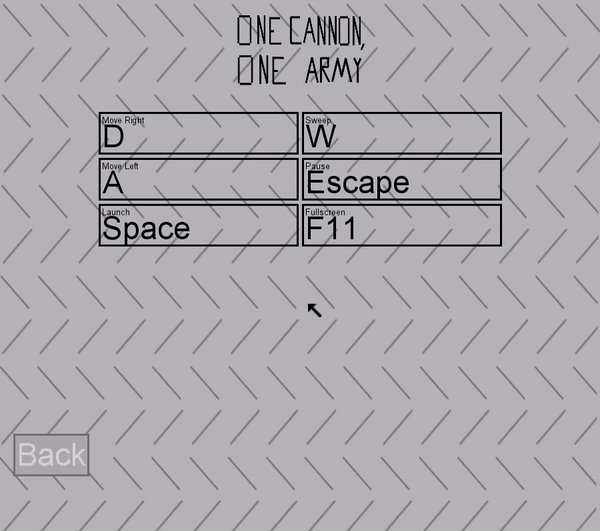 ONE CANNON,
ONE ARMY
Move Right
D
Sweep
W
Move Left
A
Pause
Escape
Launch
Space
Fullscreen
F11
Back